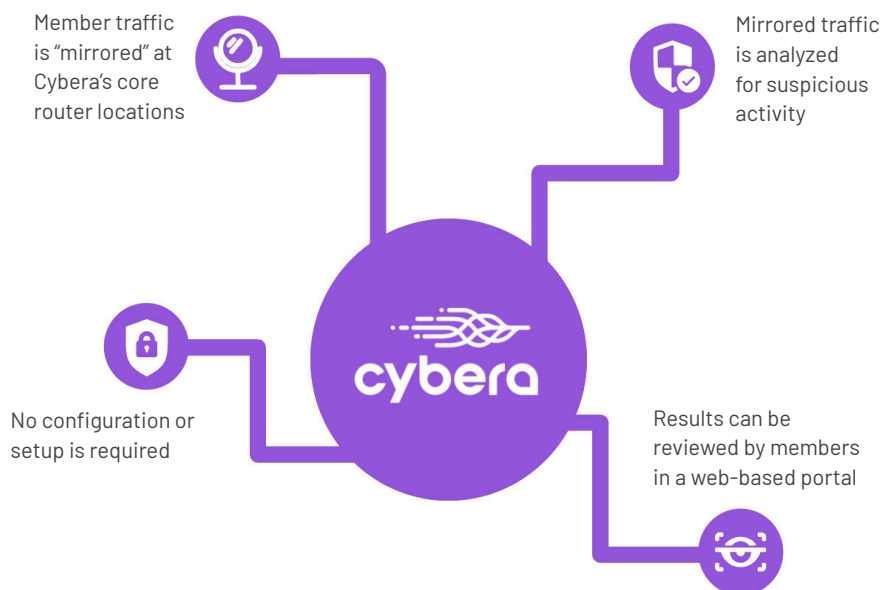 Member traffic
is “mirrored” at
Cybera’s core
router locations
Mirrored traffic
is analyzed
for suspicious
activity
cybera
No configuration or
setup is required
Results can be
reviewed by members
in a web-based portal